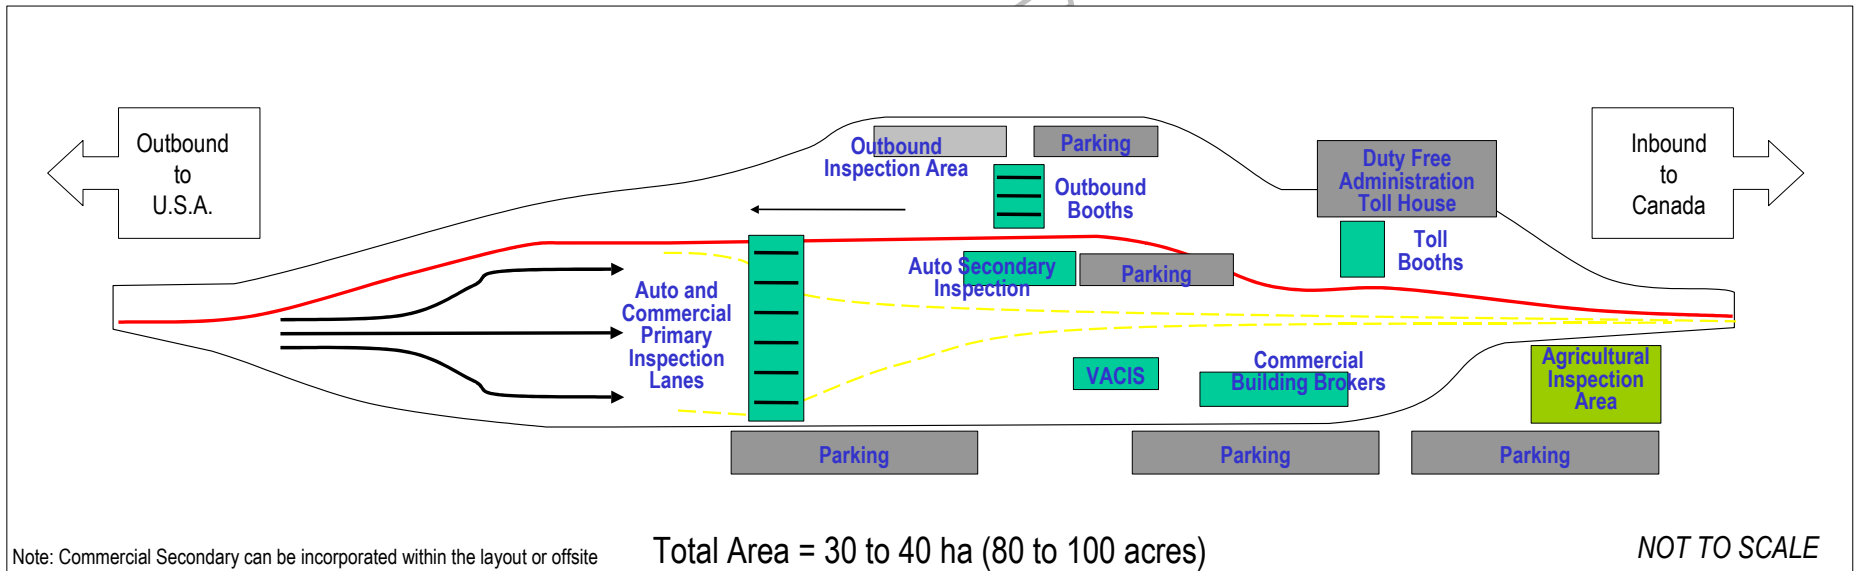 Outbound
to
U.S.A.
Inbound
to
Canada
Outbound
Inspection Area
Parking
Outbound
Booths
Duty Free
Administration
Toll House
Toll
Booths
Auto Secondary
Inspection
Parking
Auto and
Commercial
Primary
Inspection
Lanes
VACIS
Commercial
Building Brokers
Agricultural
Inspection
Area
Parking
Parking
Parking
Note: Commercial Secondary can be incorporated within the layout or offsite
Total Area = 30 to 40 ha (80 to 100 acres)
NOT TO SCALE